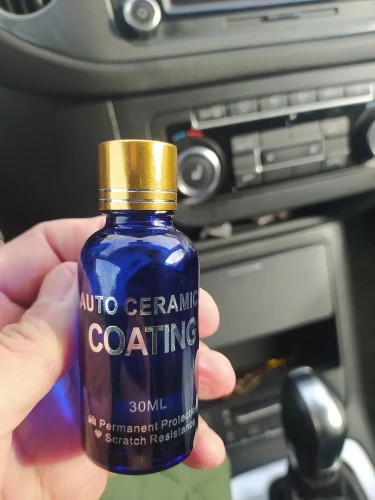 AUTO CERAMIC
COATING
30ML
Permanent Protection
Scratch Resistance